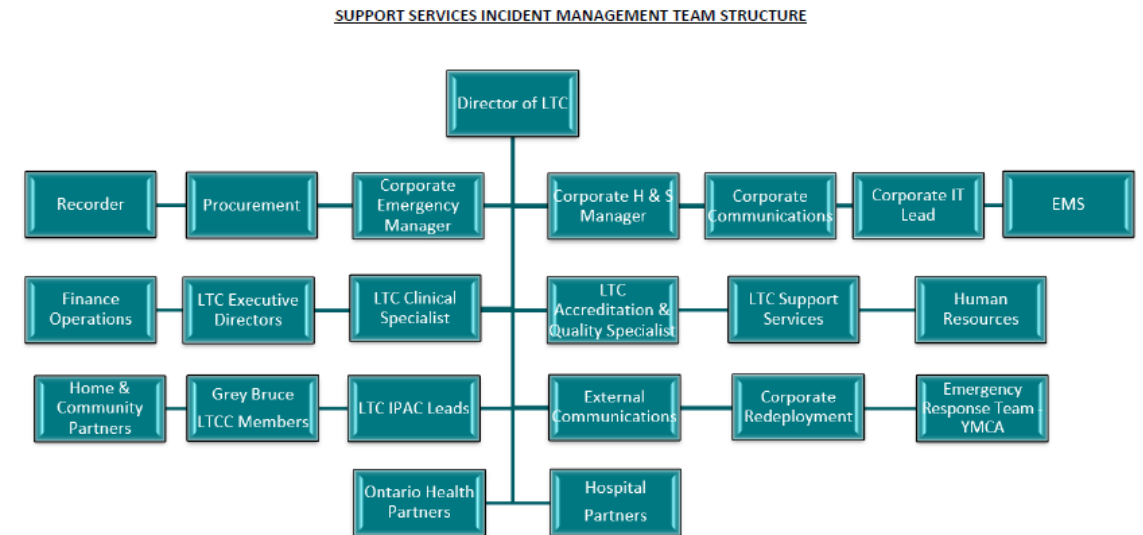 SUPPORT SERVICES INCIDENT MANAGEMENT TEAM STRUCTURE
Director of LTC
Recorder
Procurement
Corporate
Emergency
Manager
Corporate H & S
Manager
Corporate
Communications
Corporate IT
Lead
EMS
Finance
Operations
LTC Executive
Directors
LTC Clinical
Specialist
LTC
Accreditation &
Quality Specialist
LTC Support
Services
Human
Resources
Home &
Community
Partners
Grey Bruce
LTCC Members
LTC IPAC Leads
External
Communications
Corporate
Redeployment
Emergency
Response Team -
YMCA
Ontario Health
Partners
Hospital
Partners